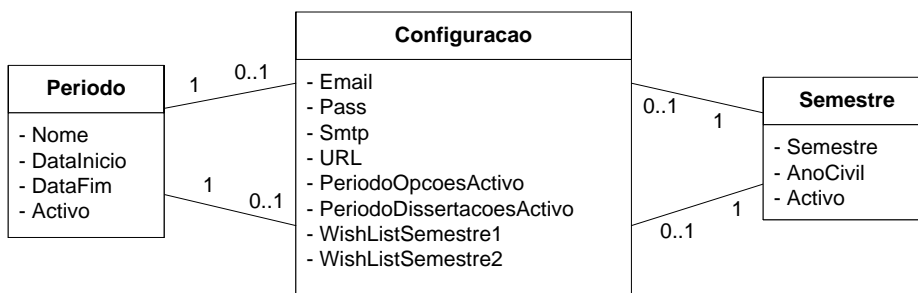 Configuracao
- Email
- Pass
- Smtp
- URL
- PeriodoOpcoesActivo
- PeriodoDissertacoesActivo
- WishListSemestre1
- WishListSemestre2
Periodo
- Nome
- DataInicio
- DataFim
- Activo
Semestre
- Semestre
- AnoCivil
- Activo
1
0..1
1
0..1
0..1
1
0..1
1